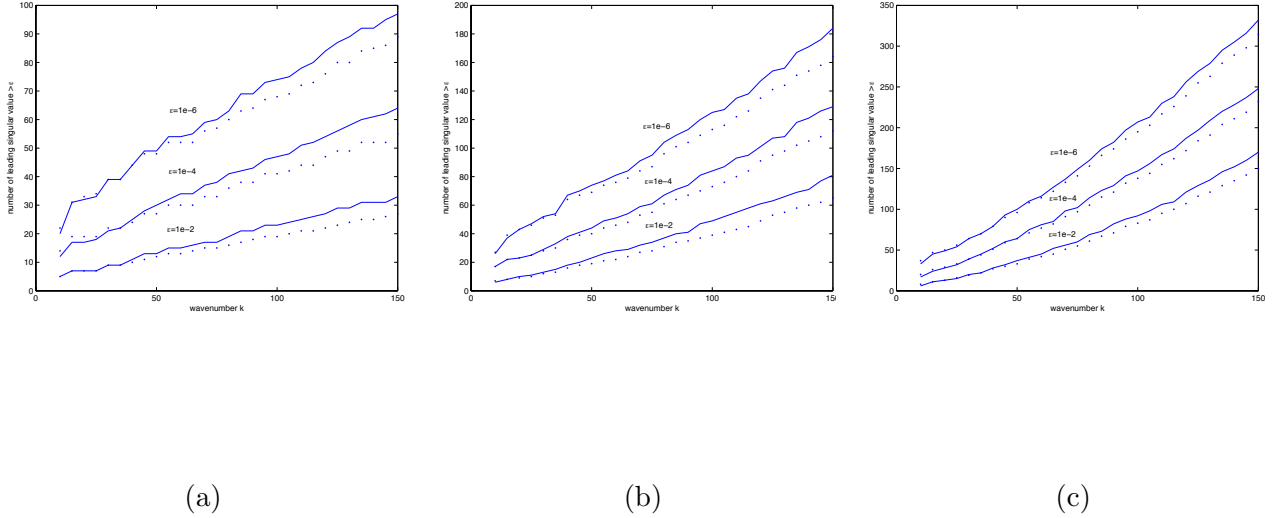 100
90
80
70
60
50
40
30
20
10
0
0
50
100
150
number of leading singular value > ε
wavenumber k
ε=1e-6
ε=1e-4
ε=1e-2
(a)
200
180
160
140
120
100
80
60
40
20
0
0
50
100
150
number of leading singular value > ε
wavenumber k
ε=1e-6
ε=1e-4
ε=1e-2
(b)
350
300
250
200
150
100
50
0
0
50
100
150
number of leading singular value > ε
wavenumber k
ε=1e-6
ε=1e-4
ε=1e-2
(c)